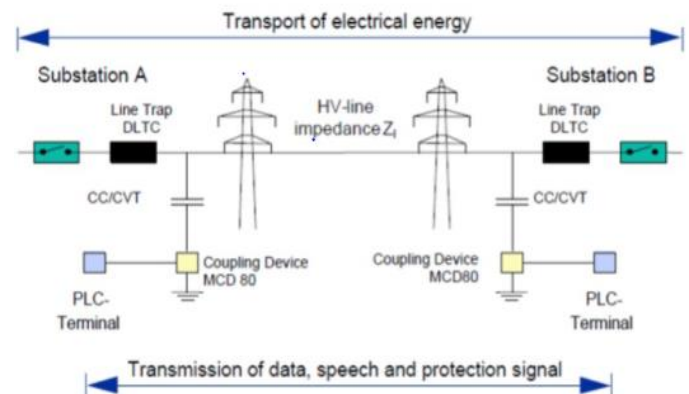 Transport of electrical energy
Substation A
Substation B
Line Trap
DLTC
HV-line
impedance Zl
Line Trap
DLTC
CC/CVT
CC/CVT
Coupling Device
MCD 80
Coupling Device
MCD80
PLC-
Terminal
PLC-
Terminal
Transmission of data, speech and protection signal